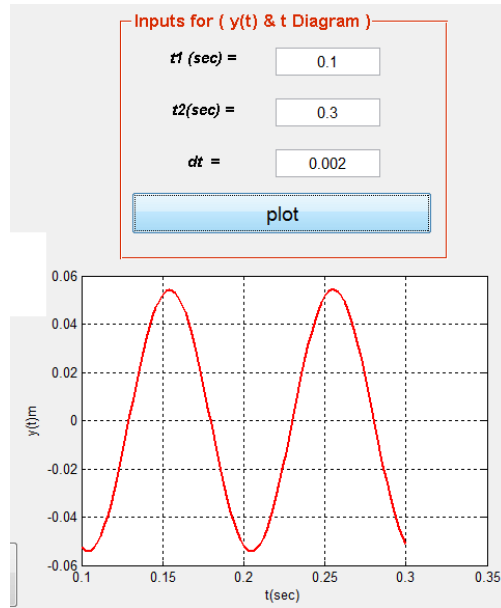 Inputs for ( y(t) & t Diagram )
t1 (sec) = 0.1
t2(sec) = 0.3
dt = 0.002
plot
0.06
0.04
0.02
0
-0.02
-0.04
-0.06
y(t)m
0.1 0.15 0.2 0.25 0.3 0.35
t(sec)